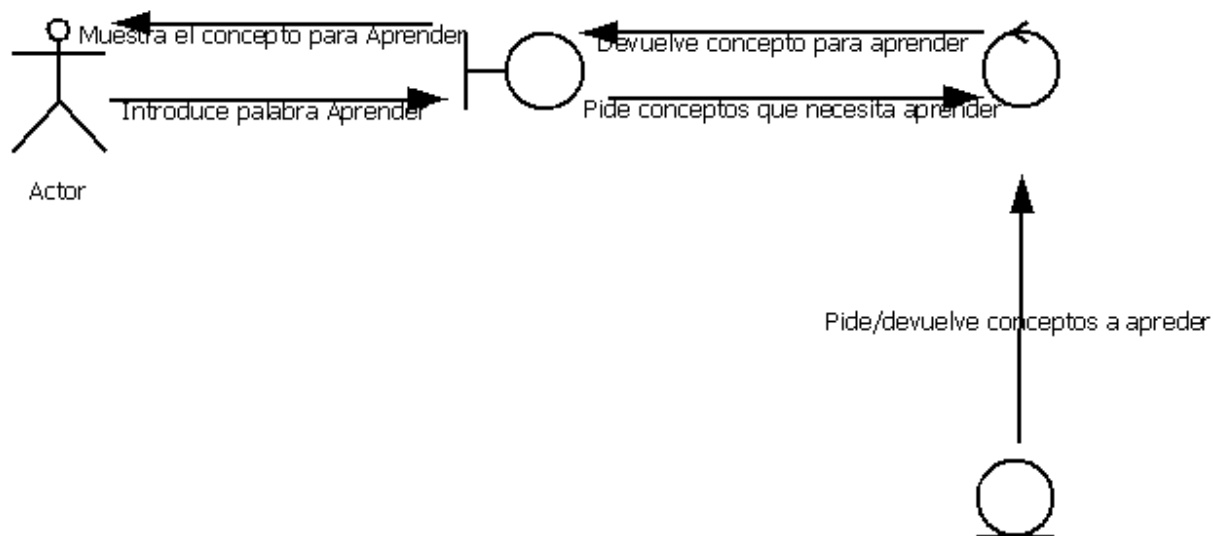 Muestra el concepto para Aprender
Devuelve concepto para aprender
Introduce palabra Aprender
Pide conceptos que necesita aprender
Actor
Pide/devuelve conceptos a apreder